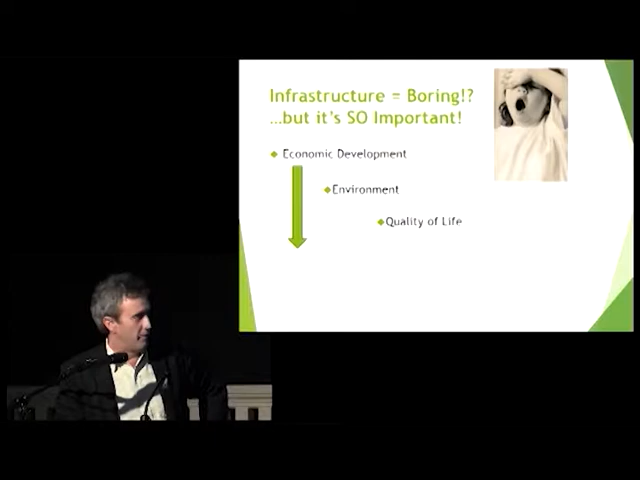 Infrastructure = Boring!?
...but it's SO Important!
Economic Development
Environment
Quality of Life